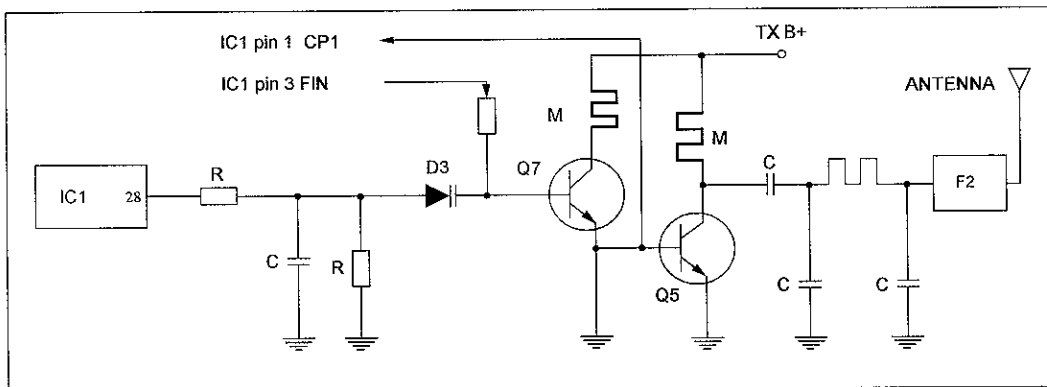 IC1 pin 1 CP1
TX B+
IC1 pin 3 FIN
ANTENNA
M
M
D3
Q7
R
C
IC1
28
F2
C
R
Q5
C
C